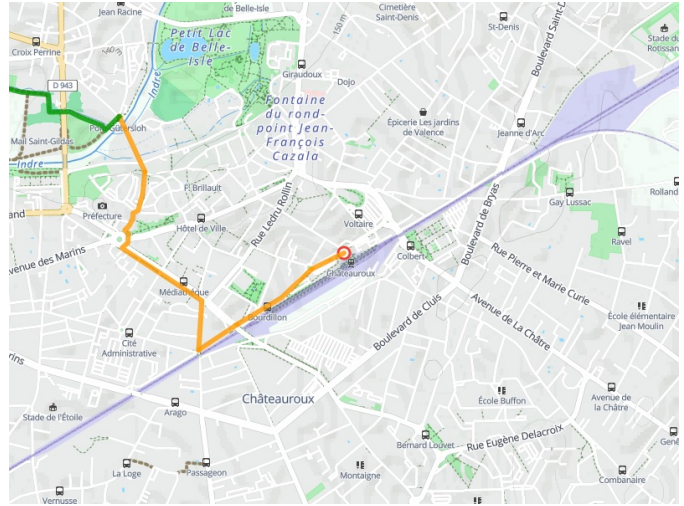 Jean Racine
de Belle-Isle
Cimetière
Saint-Denis
150 m
St-Denis
Boulevard Saint-D
Stade du
Rotissan
Croix Perrine
Petit Lac
de Belle-
Isle
Indre
Giraudoux
Dojo
D 943
Fontaine
du rond-
point Jean-
François
Cazala
Épicerie Les jardins
de Valence
Jeanne d'Arc
Mail Saint-Gildas
Indre
Rolland
Gay Lussac
Rue Ledru Rollin
Voltaire
Préfecture
Hôtel de Ville
Boulevard de Bryas
Ravel
Avenue des Marins
Colbert
Châteauroux
Rue Pierre et Marie Curie
Médiathèque
Bourdillon
Boulevard de Cluis
Avenue de La Châtre
École élémentaire
Jean Moulin
Cité
Administrative
Châteauroux
École Buffon
Avenue de
la Châtre
Stade de l'Étoile
Arago
Bernard Louvet
Rue Eugène Delacroix
La Loge
Passageon
Montaigne
Combanaire
Vernusse